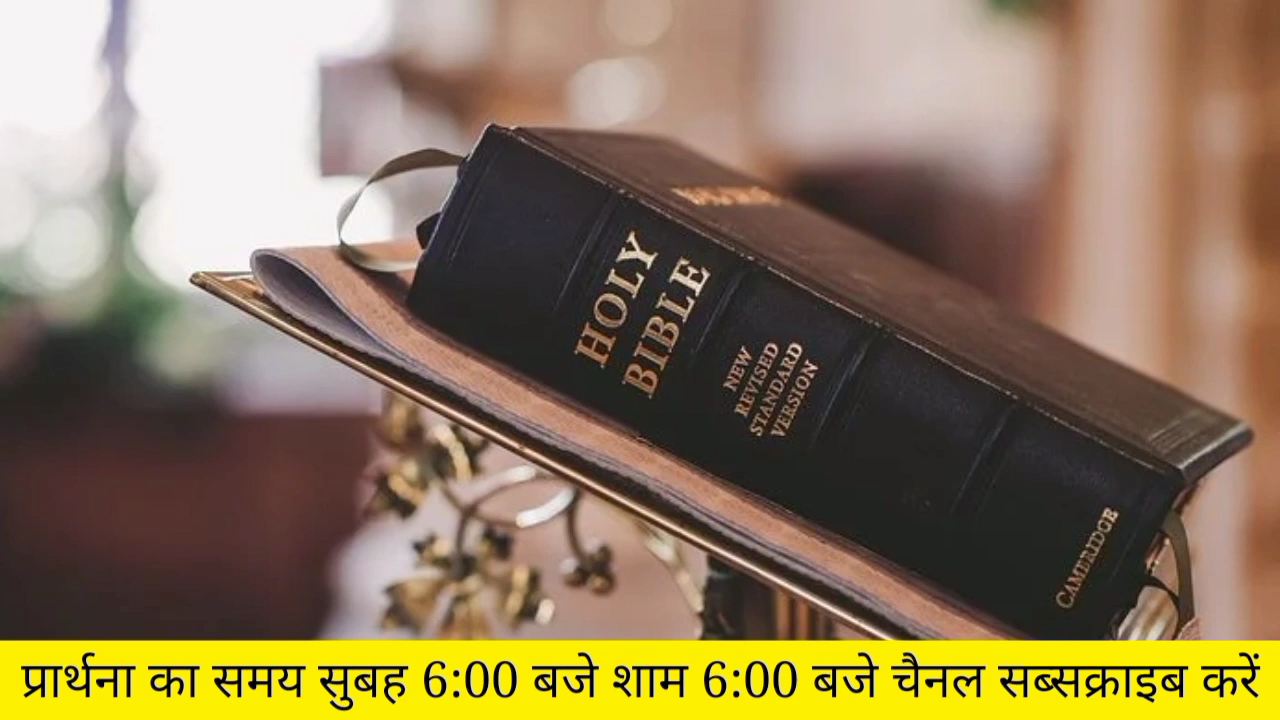 HOLY
BIBLE
NEW
REVISED
STANDARD
VERSION
CAMBRIDGE
प्रार्थना का समय सुबह 6:00 बजे शाम 6:00 बजे चैनल सब्सक्राइब करें